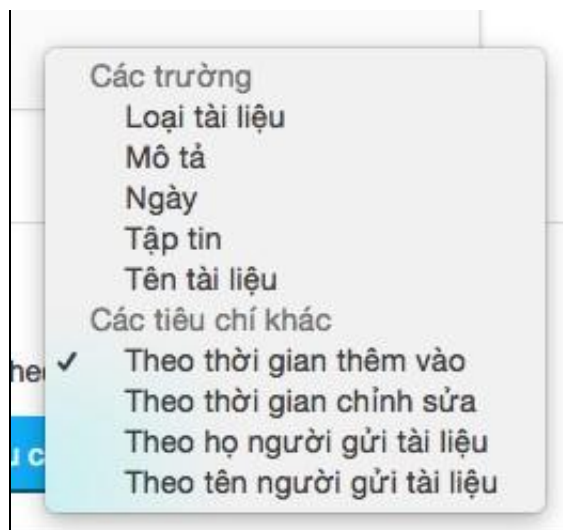 Các trường
Loại tài liệu
Mô tả
Ngày
Tập tin
Tên tài liệu
Các tiêu chí khác
✓ Theo thời gian thêm vào
Theo thời gian chỉnh sửa
Theo họ người gửi tài liệu
Theo tên người gửi tài liệu